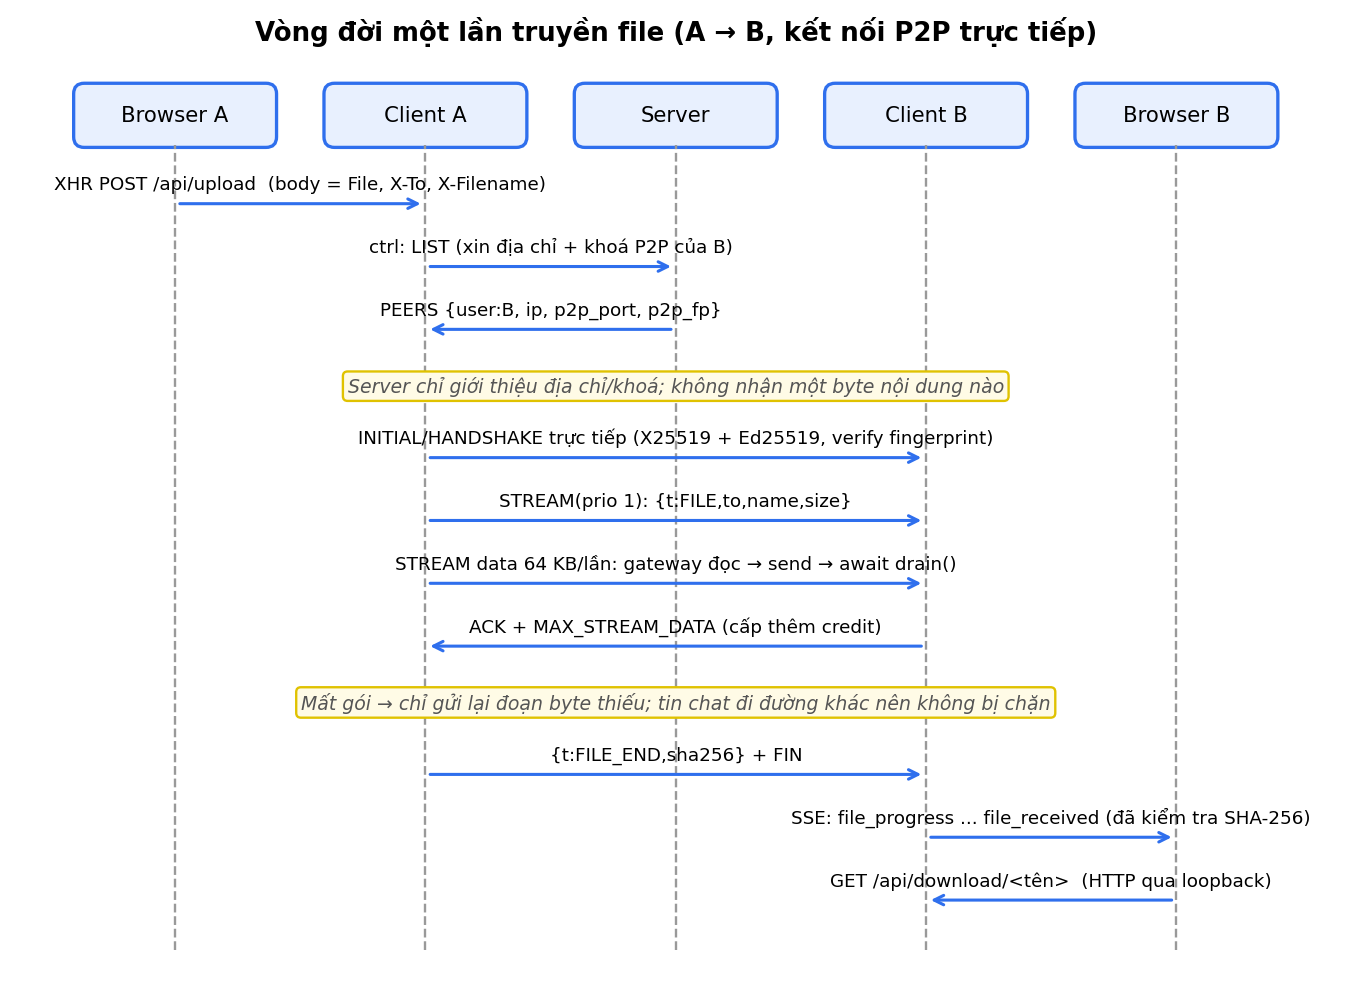 Vòng đời một lần truyền file (A → B, kết nối P2P trực tiếp)
Browser A
Client A
Server
Client B
Browser B
XHR POST /api/upload  (body = File, X-To, X-Filename)
ctrl: LIST (xin địa chỉ + khoá P2P của B)
PEERS {user:B, ip, p2p_port, p2p_fp}
Server chỉ giới thiệu địa chỉ/khoá; không nhận một byte nội dung nào
INITIAL/HANDSHAKE trực tiếp (X25519 + Ed25519, verify fingerprint)
STREAM(prio 1): {t:FILE,to,name,size}
STREAM data 64 KB/lần: gateway đọc → send → await drain()
ACK + MAX_STREAM_DATA (cấp thêm credit)
Mất gói → chỉ gửi lại đoạn byte thiếu; tin chat đi đường khác nên không bị chặn
{t:FILE_END,sha256} + FIN
SSE: file_progress … file_received (đã kiểm tra SHA-256)
GET /api/download/<tên>  (HTTP qua loopback)